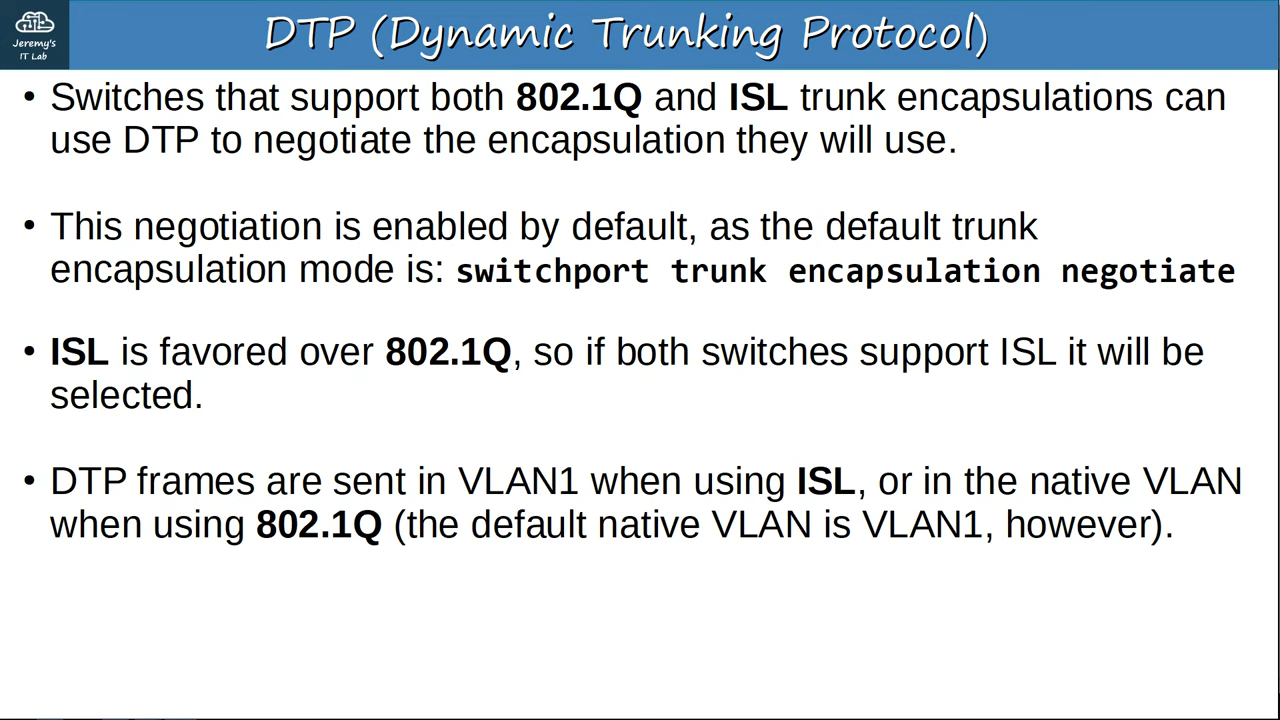 Jeremy's
IT Lab
DTP (Dynamic Trunking Protocol)
• Switches that support both 802.1Q and ISL trunk encapsulations can
use DTP to negotiate the encapsulation they will use.
• This negotiation is enabled by default, as the default trunk
encapsulation mode is: switchport trunk encapsulation negotiate
• ISL is favored over 802.1Q, so if both switches support ISL it will be
selected.
• DTP frames are sent in VLAN1 when using ISL, or in the native VLAN
when using 802.1Q (the default native VLAN is VLAN1, however).